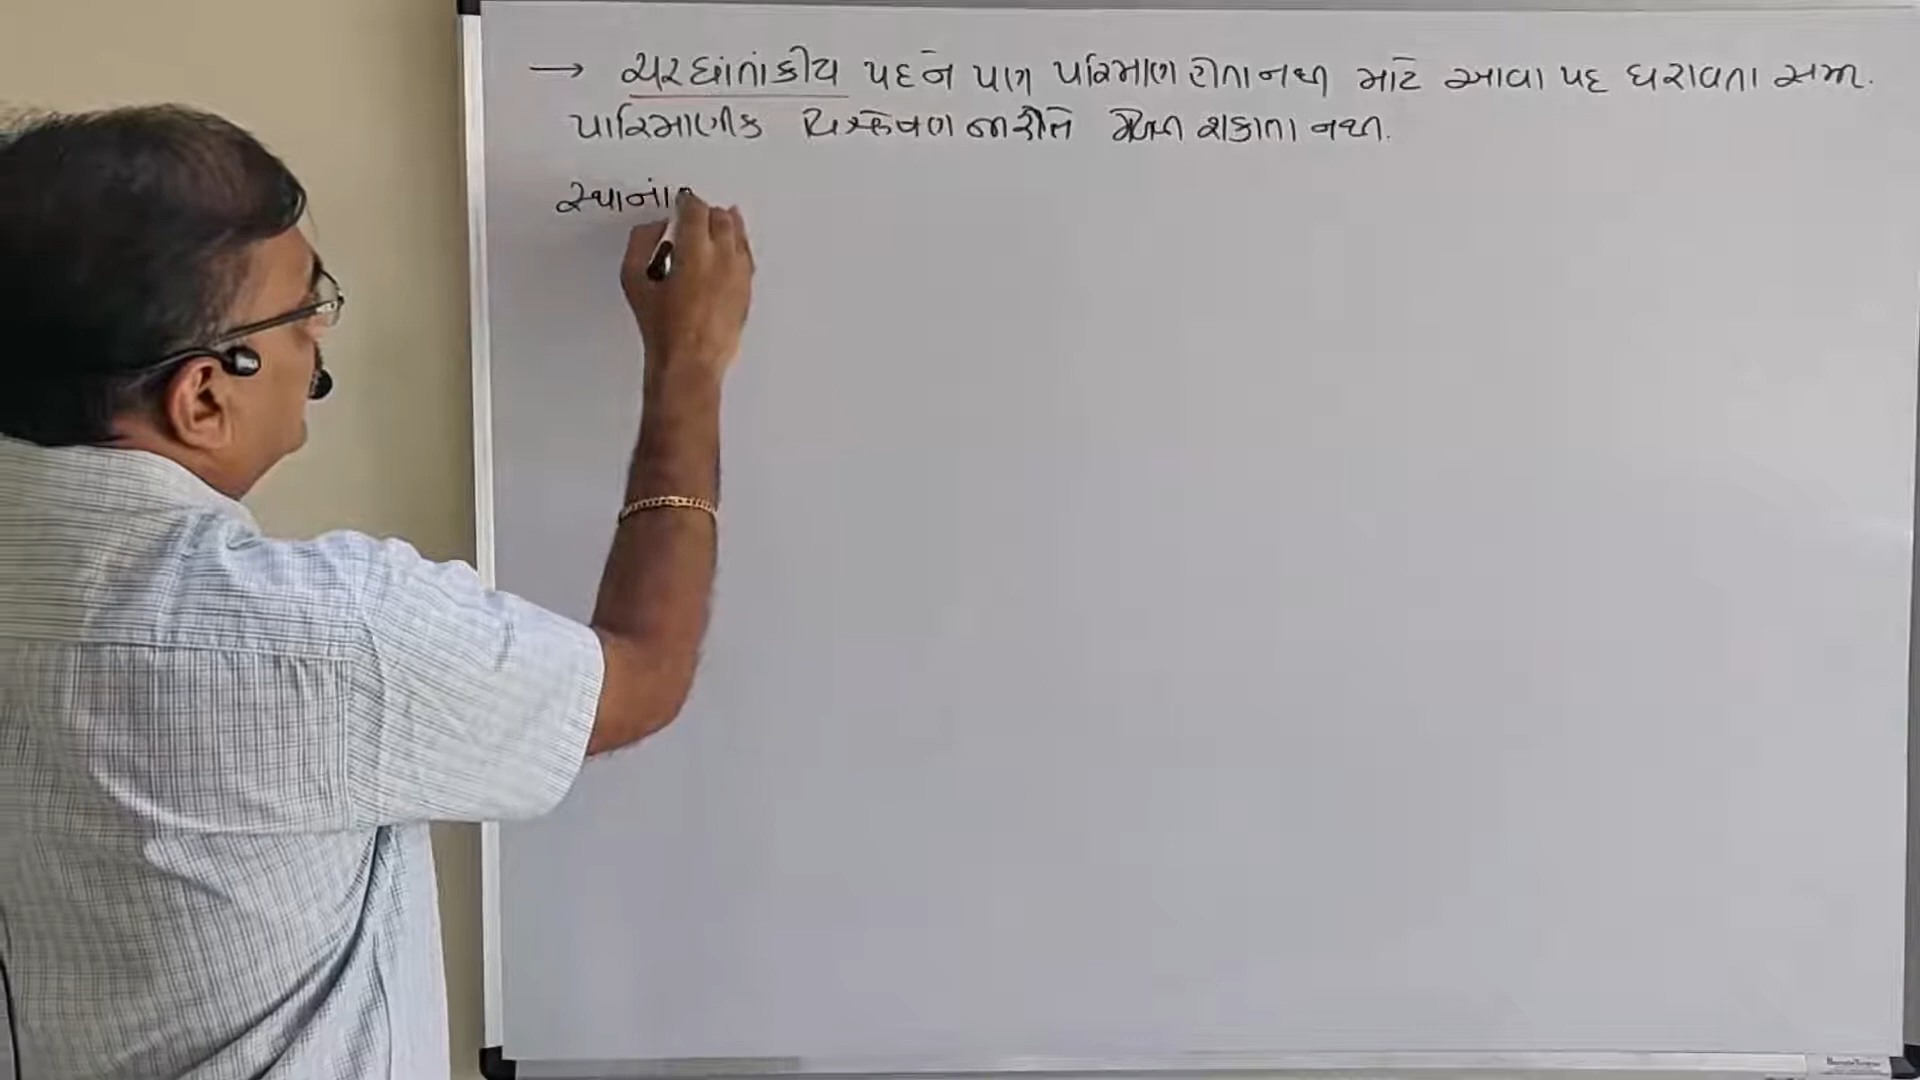 → ચરઘાંતાકીય પદને પણ પરિમાણ હોતા નથી માટે આવા પદ ધરાવતા સમી.
પારિમાણીક વિશ્લેષણની રીતે મેળવી શકાતા નથી.
સ્થાનાં